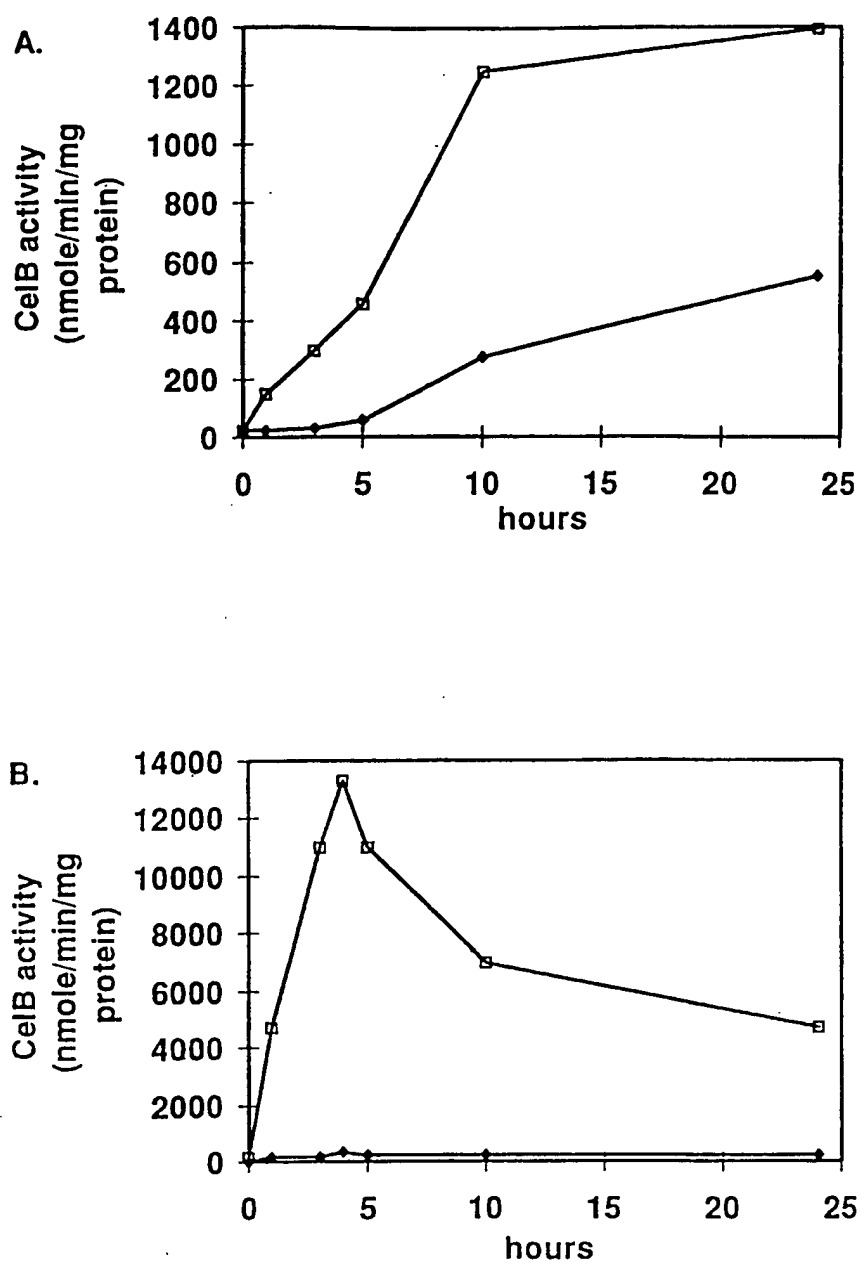 A.
CelB activity
(nmole/min/mg
protein)
1400
1200
1000
800
600
400
200
0
0 5 10 15 20 25
hours
B.
CelB activity
(nmole/min/mg
protein)
14000
12000
10000
8000
6000
4000
2000
0
0 5 10 15 20 25
hours